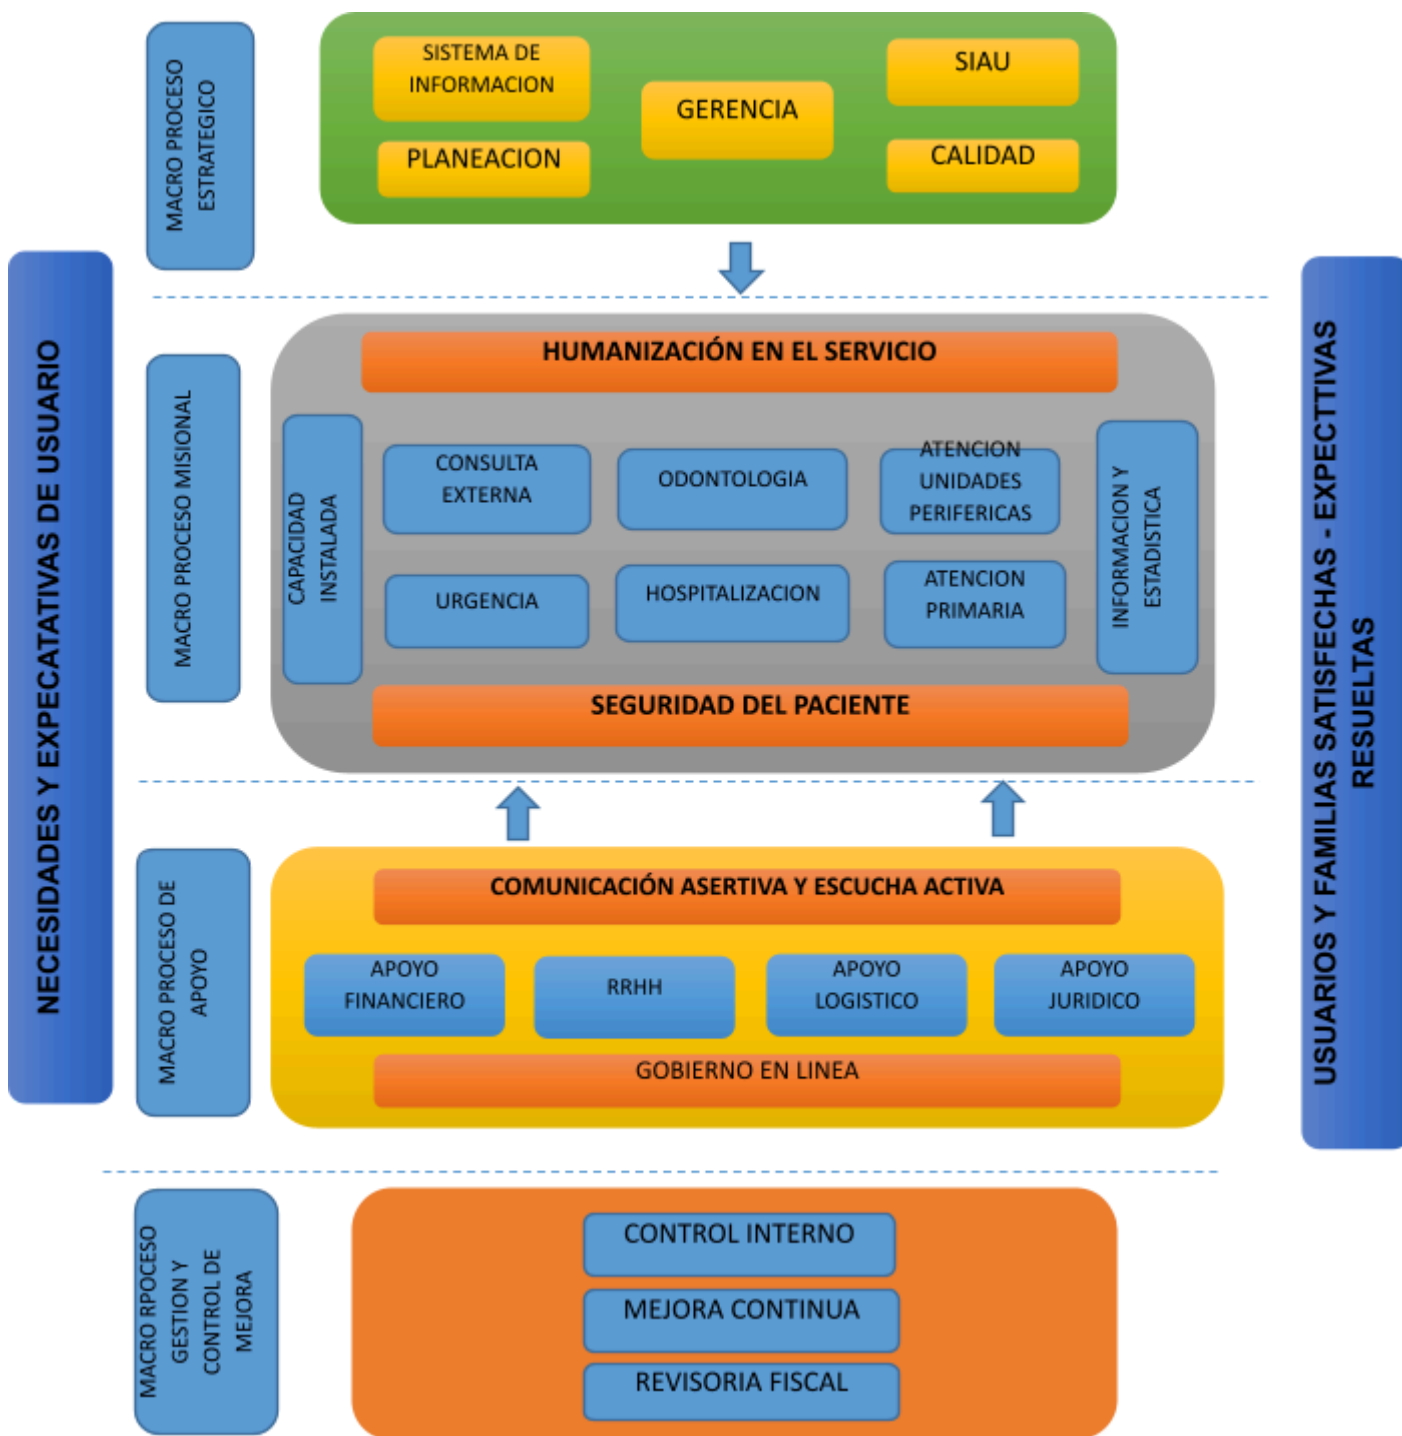 MACRO PROCESO
ESTRATEGICO
SISTEMA DE
INFORMACION
PLANEACION
GERENCIA
SIAU
CALIDAD
NECESIDADES Y EXPECATATIVAS DE USUARIO
MACRO PROCESO MISIONAL
HUMANIZACIÓN EN EL SERVICIO
CAPACIDAD
INSTALADA
CONSULTA
EXTERNA
ODONTOLOGIA
ATENCION
UNIDADES
PERIFERICAS
URGENCIA
HOSPITALIZACION
ATENCION
PRIMARIA
INFORMACION Y
ESTADISTICA
SEGURIDAD DEL PACIENTE
USUARIOS Y FAMILIAS SATISFECHAS - EXPECTTIVAS
RESUELTAS
MACRO PROCESO DE
APOYO
COMUNICACIÓN ASERTIVA Y ESCUCHA ACTIVA
APOYO
FINANCIERO
RRHH
APOYO
LOGISTICO
APOYO
JURIDICO
GOBIERNO EN LINEA
MACRO RPOCESO
GESTION Y
CONTROL DE
MEJORA
CONTROL INTERNO
MEJORA CONTINUA
REVISORIA FISCAL